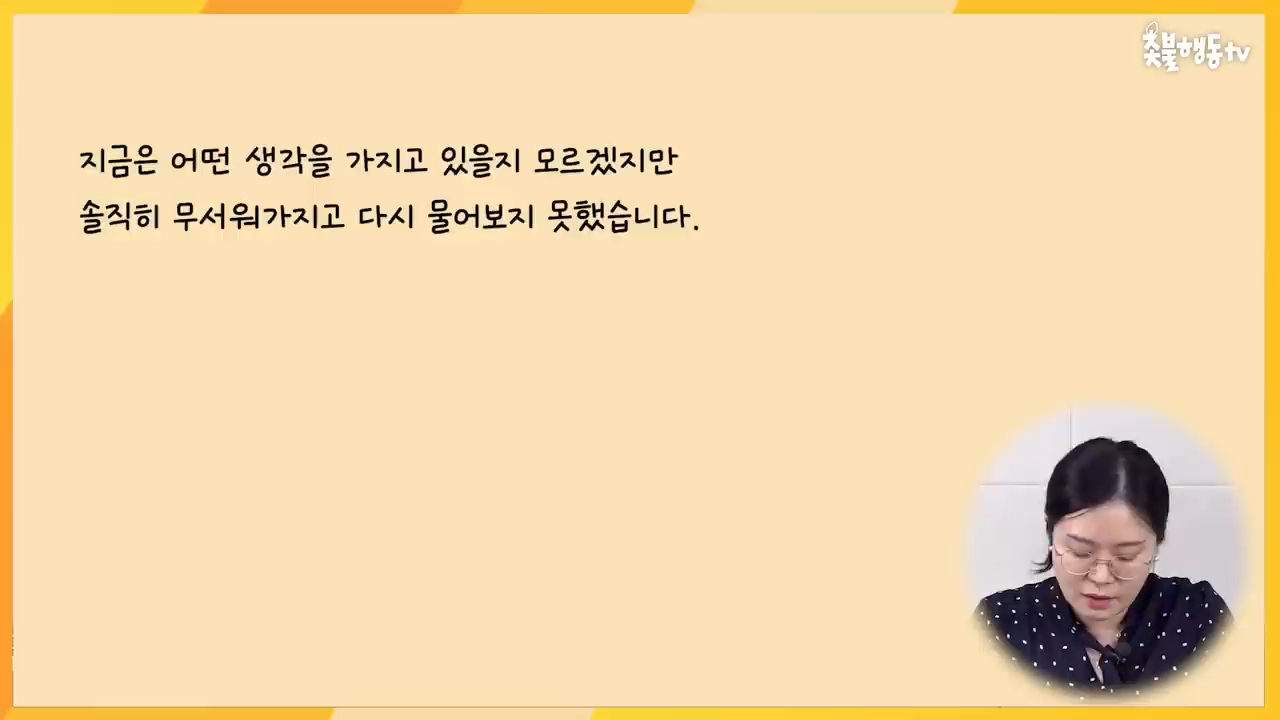 촛불행동tv
지금은 어떤 생각을 가지고 있을지 모르겠지만
솔직히 무서워가지고 다시 물어보지 못했습니다.